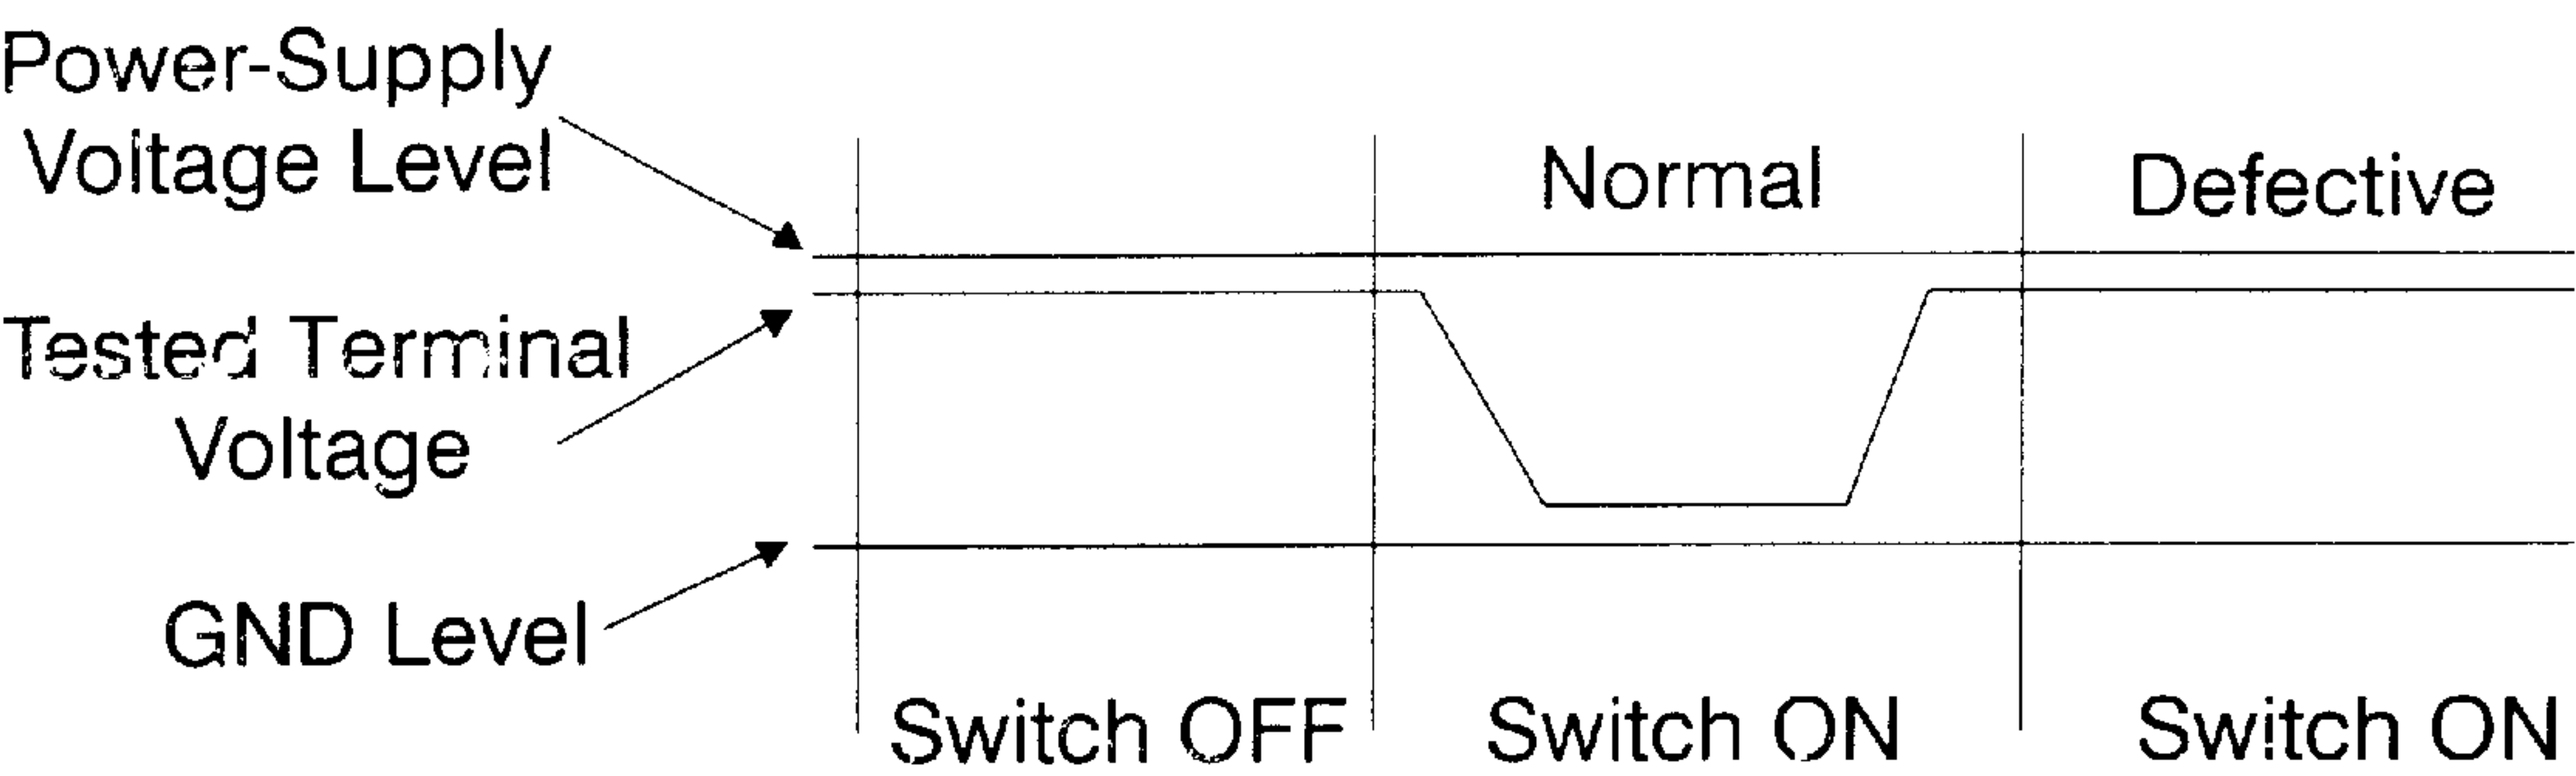 Power-Supply
Voltage Level
Normal
Defective
Tested Terminal
Voltage
GND Level
Switch OFF
Switch ON
Switch ON